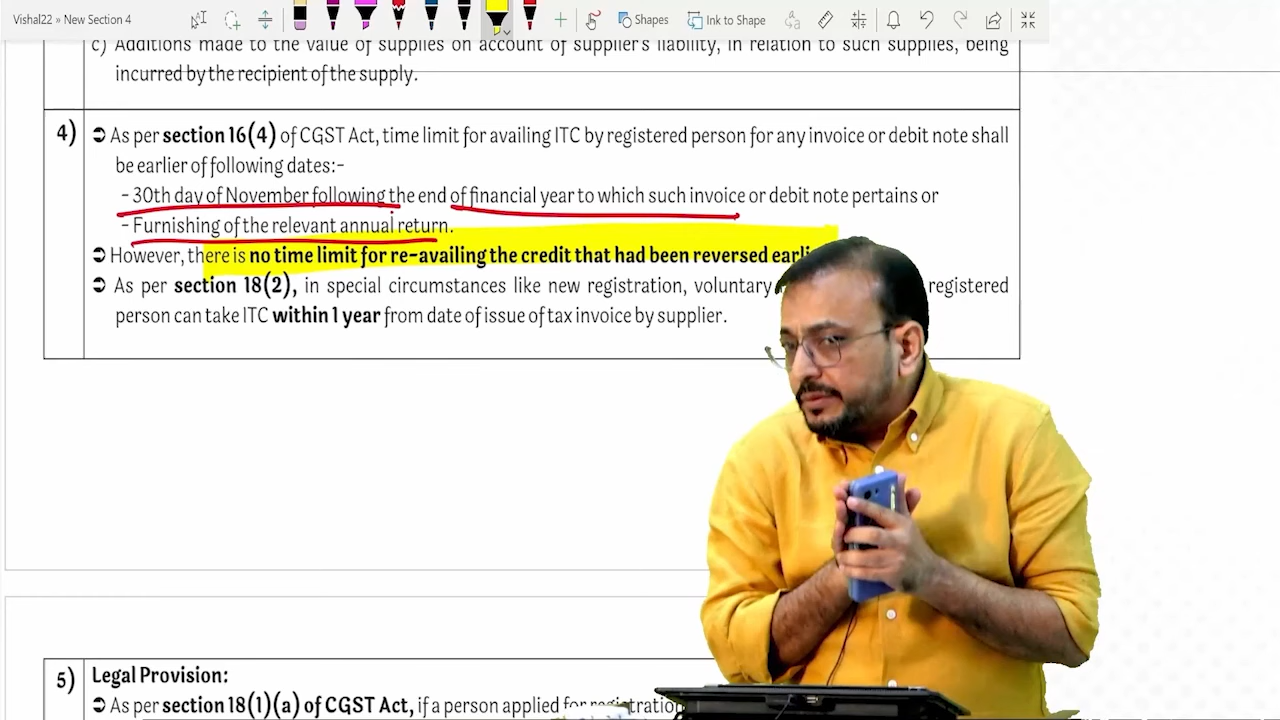 Vishal22 » New Section 4
Shapes
Ink to Shape
c) Additions made to the value of supplies on account of supplier's liability, in relation to such supplies, being
incurred by the recipient of the supply.
4)
➲ As per section 16(4) of CGST Act, time limit for availing ITC by registered person for any invoice or debit note shall
be earlier of following dates:-
- 30th day of November following the end of financial year to which such invoice or debit note pertains or
- Furnishing of the relevant annual return.
➲ However, there is no time limit for re-availing the credit that had been reversed
➲ As per section 18(2), in special circumstances like new registration, voluntary registered
person can take ITC within 1 year from date of issue of tax invoice by supplier.
5)
Legal Provision:
➲ As per section 18(1)(a) of CGST Act, if a person applied for